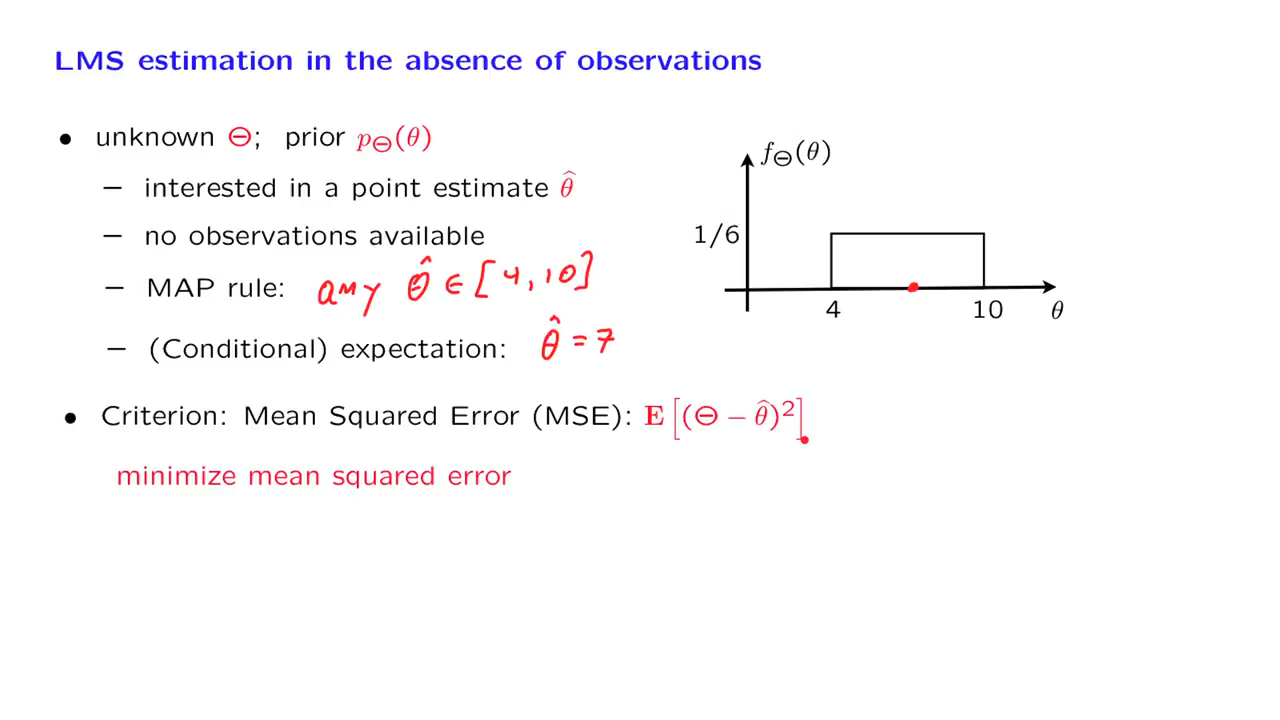 LMS estimation in the absence of observations
• unknown Θ; prior p_Θ(θ)
– interested in a point estimate θ̂
– no observations available
– MAP rule: any θ̂ ∈ [4, 10]
– (Conditional) expectation: θ̂ = 7
f_Θ(θ)
1/6
4 10 θ
• Criterion: Mean Squared Error (MSE): E[(Θ − θ̂)²]
minimize mean squared error